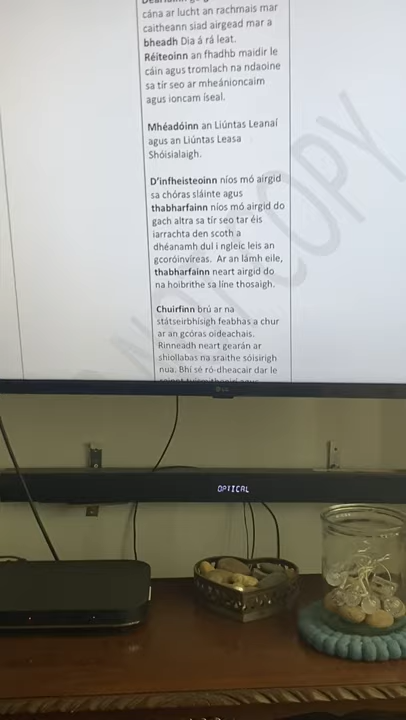 cána ar lucht an rachmais mar
caitheann siad airgead mar a
bheadh Dia á rá leat.
Réiteoinn an fhadhb maidir le
cáin agus tromlach na ndaoine
sa tír seo ar mheánioncaim
agus ioncam íseal.
Mhéadóinn an Liúntas Leanaí
agus an Liúntas Leasa
Shóisialaigh.
D'infheisteoinn níos mó airgid
sa chóras sláinte agus
thabharfainn níos mó airgid do
gach altra sa tír seo tar éis
iarrachta den scoth a
dhéanamh dul i ngleic leis an
gcoróinvíreas. Ar an lámh eile,
thabharfainn neart airgid do
na hoibrithe sa líne thosaigh.
Chuirfinn brú ar na
státseirbhísigh feabhas a chur
ar an gcóras oideachais.
Rinneadh neart gearán ar
shiollabas na sraithe sóisirigh
nua. Bhí sé ró-dheacair dar le
COPY
LG
OPTICAL